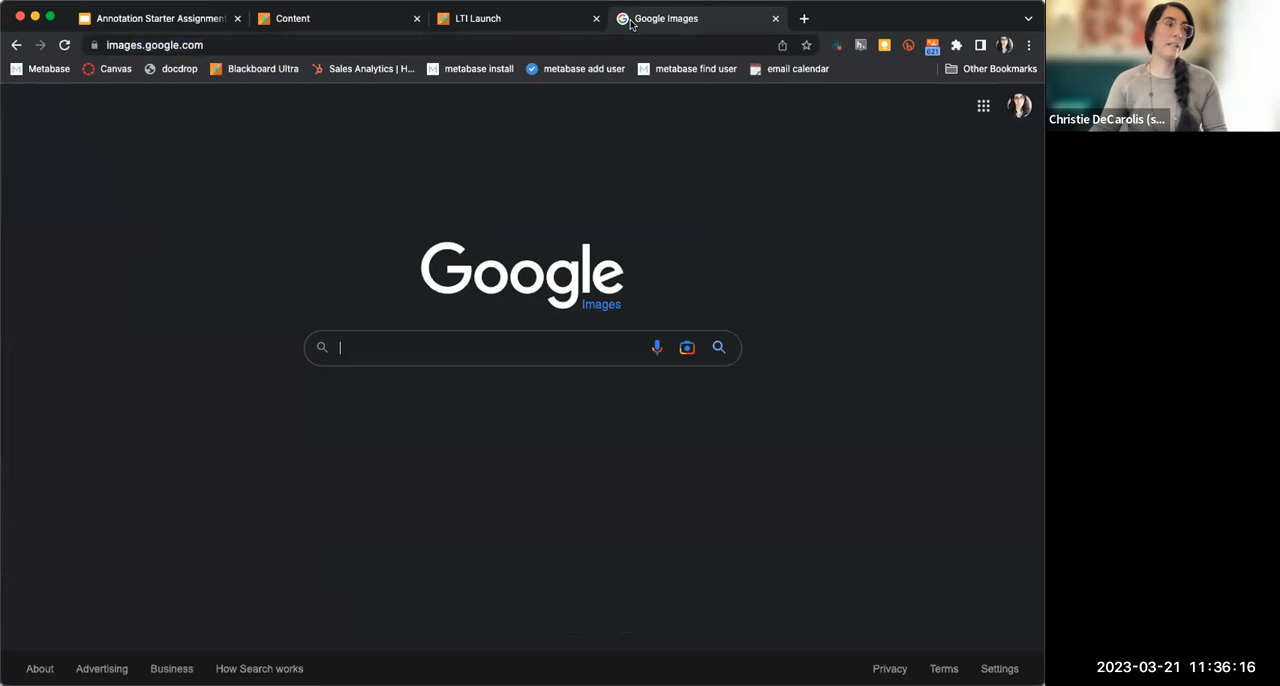 Annotation Starter Assignment
Content
LTI Launch
Google Images
images.google.com
621
Metabase
Canvas
docdrop
Blackboard Ultra
Sales Analytics | H...
metabase install
metabase add user
metabase find user
email calendar
Other Bookmarks
Christie DeCarolis (s...
Google
Images
About
Advertising
Business
How Search works
Privacy
Terms
Settings
2023-03-21 11:36:16